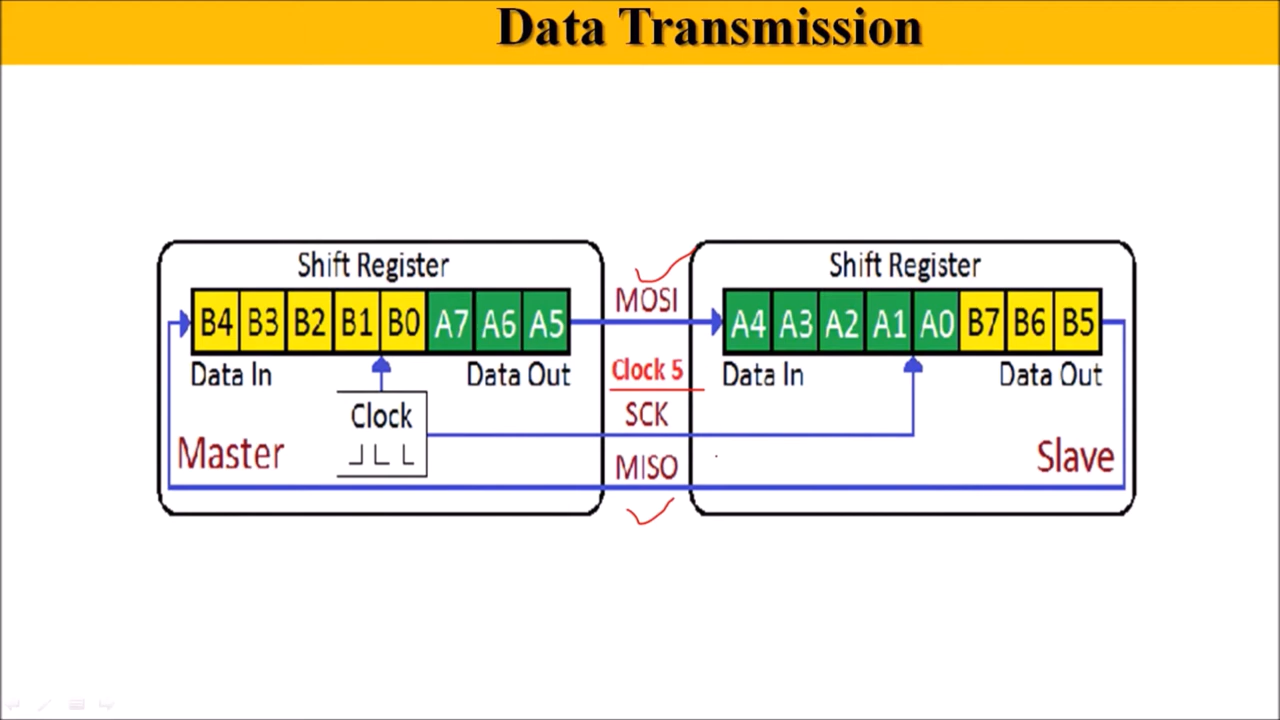 Data Transmission
Shift Register
B4 B3 B2 B1 B0 A7 A6 A5
Data In
Data Out
Clock
Master
MOSI
Clock 5
SCK
MISO
Shift Register
A4 A3 A2 A1 A0 B7 B6 B5
Data In
Data Out
Slave